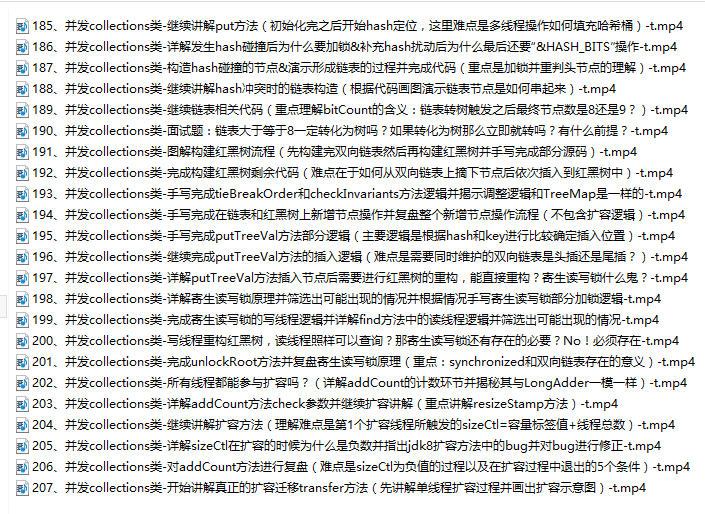 185、并发collections类-继续讲解put方法（初始化完之后开始hash定位，这里难点是多线程操作如何填充哈希桶）-t.mp4
186、并发collections类-详解发生hash碰撞后为什么要加锁&补充hash扰动后为什么最后还要"&HASH_BITS"操作-t.mp4
187、并发collections类-构造hash碰撞的节点&演示形成链表的过程并完成代码（重点是加锁并重判头节点的理解）-t.mp4
188、并发collections类-继续讲解hash冲突时的链表构造（根据代码画图演示链表节点是如何串起来）-t.mp4
189、并发collections类-继续链表相关代码（重点理解bitCount的含义：链表转树触发之后最终节点数是8还是9？）-t.mp4
190、并发collections类-面试题：链表大于等于8一定转化为树吗？如果转化为树那么立即就转吗？有什么前提？-t.mp4
191、并发collections类-图解构建红黑树流程（先构建完双向链表然后再构建红黑树并手写完成部分源码）-t.mp4
192、并发collections类-完成构建红黑树剩余代码（难点在于如何从双向链表上摘下节点后依次插入到红黑树中）-t.mp4
193、并发collections类-手写完成tieBreakOrder和checkInvariants方法逻辑并揭示调整逻辑和TreeMap是一样的-t.mp4
194、并发collections类-手写完成在链表和红黑树上新增节点操作并复盘整个新增节点操作流程（不包含扩容逻辑）-t.mp4
195、并发collections类-手写完成putTreeVal方法部分逻辑（主要逻辑是根据hash和key进行比较确定插入位置）-t.mp4
196、并发collections类-继续完成putTreeVal方法的插入逻辑（难点是需要同时维护的双向链表是头插还是尾插？）-t.mp4
197、并发collections类-详解putTreeVal方法插入节点后需要进行红黑树的重构，能直接重构？寄生读写锁什么鬼？-t.mp4
198、并发collections类-详解寄生读写锁原理并筛选出可能出现的情况并根据情况手写寄生读写锁部分加锁逻辑-t.mp4
199、并发collections类-完成寄生读写锁的写线程逻辑并详解find方法中的读线程逻辑并筛选出可能出现的情况-t.mp4
200、并发collections类-写线程重构红黑树，读线程照样可以查询？那寄生读写锁还有存在的必要？No！必须存在-t.mp4
201、并发collections类-完成unlockRoot方法并复盘寄生读写锁原理（重点：synchronized和双向链表存在的意义）-t.mp4
202、并发collections类-所有线程都能参与扩容吗？（详解addCount的计数环节并揭秘其与LongAdder一模一样）-t.mp4
203、并发collections类-详解addCount方法check参数并继续扩容讲解（重点讲解resizeStamp方法）-t.mp4
204、并发collections类-继续讲解扩容方法（理解难点是第1个扩容线程所触发的sizeCtl=容量标签值+线程总数）-t.mp4
205、并发collections类-详解sizeCtl在扩容的时候为什么是负数并指出jdk8扩容方法中的bug并对bug进行修正-t.mp4
206、并发collections类-对addCount方法进行复盘（难点是sizeCtl为负值的过程以及在扩容过程中退出的5个条件）-t.mp4
207、并发collections类-开始讲解真正的扩容迁移transfer方法（先讲解单线程扩容过程并画出扩容示意图）-t.mp4